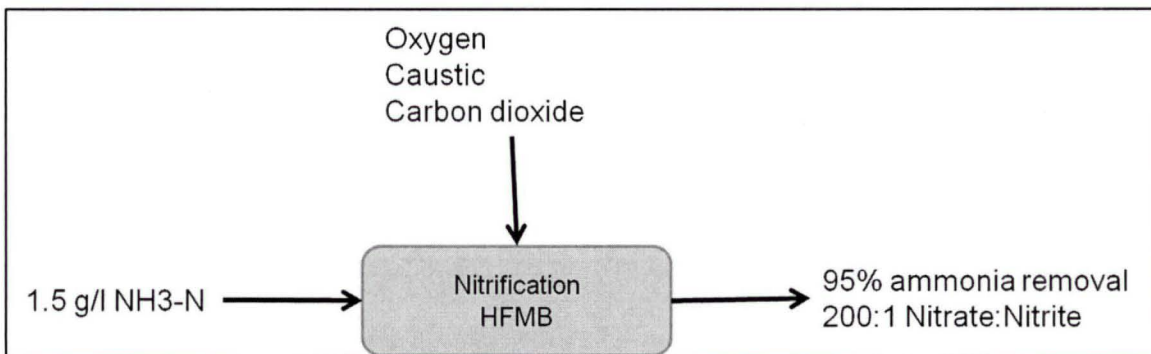 Oxygen
Caustic
Carbon dioxide
1.5 g/l NH3-N
Nitrification
HFMB
95% ammonia removal
200:1 Nitrate:Nitrite